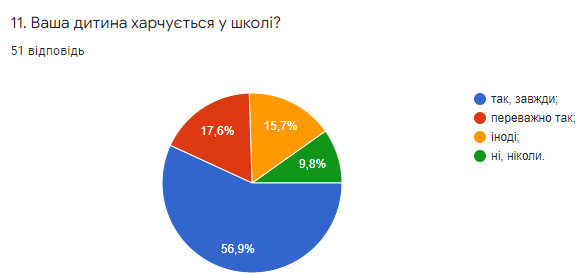 11. Ваша дитина харчується у школі?
51 відповідь
так, завжди;
переважно так;
іноді;
ні, ніколи.
17,6%
15,7%
9,8%
56,9%